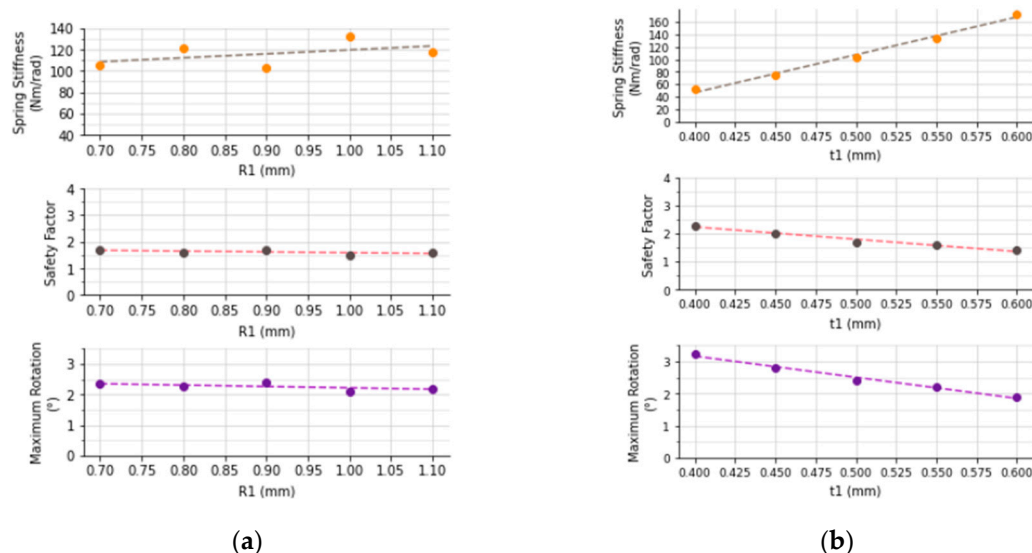 Spring Stiffness
(Nm/rad)
140
120
100
80
60
40
0.70 0.75 0.80 0.85 0.90 0.95 1.00 1.05 1.10
R1 (mm)
Safety Factor
4
3
2
1
0
0.70 0.75 0.80 0.85 0.90 0.95 1.00 1.05 1.10
R1 (mm)
Maximum Rotation
(°)
3
2
1
0
0.70 0.75 0.80 0.85 0.90 0.95 1.00 1.05 1.10
R1 (mm)
(a)
Spring Stiffness
(Nm/rad)
160
140
120
100
80
60
40
20
0
0.400 0.425 0.450 0.475 0.500 0.525 0.550 0.575 0.600
t1 (mm)
Safety Factor
4
3
2
1
0
0.400 0.425 0.450 0.475 0.500 0.525 0.550 0.575 0.600
t1 (mm)
Maximum Rotation
(°)
3
2
1
0
0.400 0.425 0.450 0.475 0.500 0.525 0.550 0.575 0.600
t1 (mm)
(b)